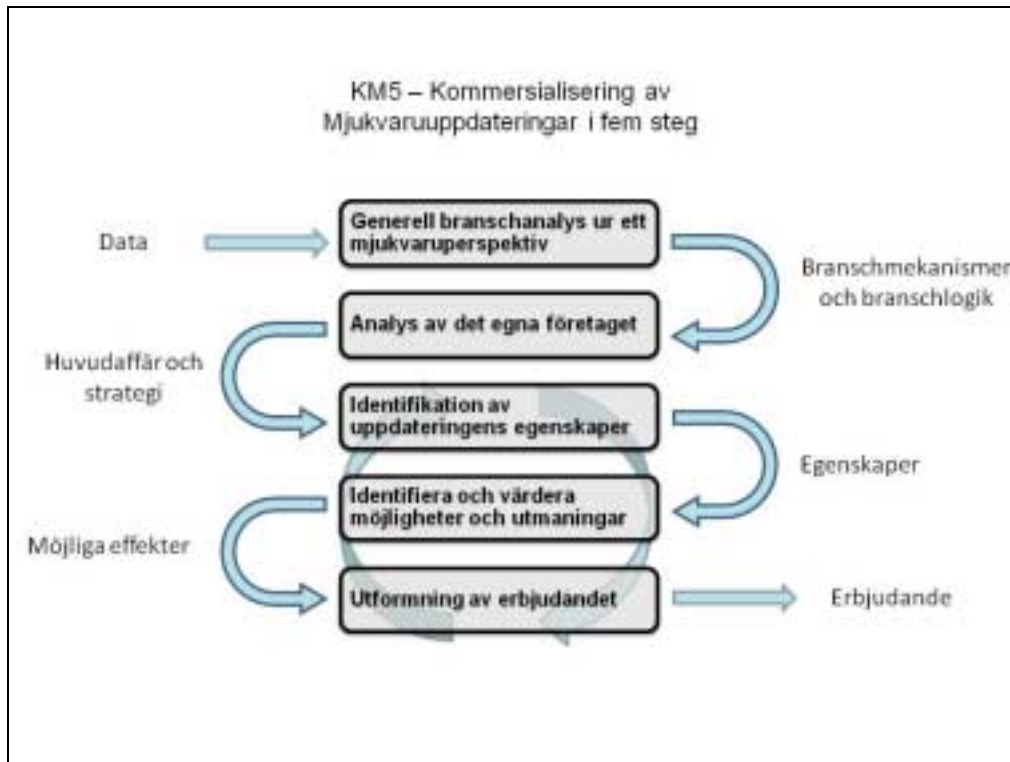 KM5 – Kommersialisering av
Mjukvaruuppdateringar i fem steg
Data
Generell branschanalys ur ett
mjukvaruperspektiv
Branschmekanismer
och branschlogik
Analys av det egna företaget
Huvudaffär och
strategi
Identifikation av
uppdateringens egenskaper
Egenskaper
Identifiera och värdera
möjligheter och utmaningar
Möjliga effekter
Utformning av erbjudandet
Erbjudande